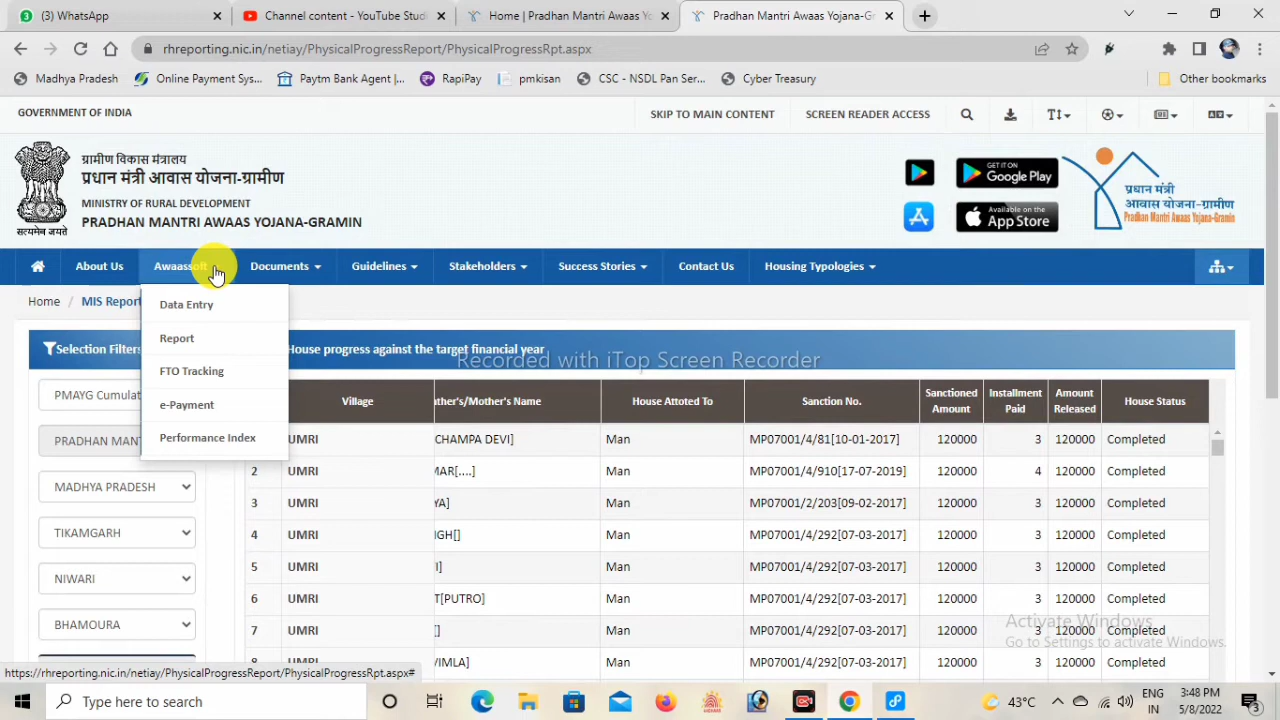 (3) WhatsApp
Channel content - YouTube Studi
Home | Pradhan Mantri Awaas Yo
Pradhan Mantri Awaas Yojana-Gra
rhreporting.nic.in/netiay/PhysicalProgressReport/PhysicalProgressRpt.aspx
Madhya Pradesh
Online Payment Sys...
Paytm Bank Agent |...
RapiPay
pmkisan
CSC - NSDL Pan Ser...
Cyber Treasury
Other bookmarks
GOVERNMENT OF INDIA
SKIP TO MAIN CONTENT
SCREEN READER ACCESS
ग्रामीण विकास मंत्रालय
प्रधान मंत्री आवास योजना-ग्रामीण
MINISTRY OF RURAL DEVELOPMENT
PRADHAN MANTRI AWAAS YOJANA-GRAMIN
सत्यमेव जयते
GET IT ON
Google Play
Available on the
App Store
प्रधान मंत्री
आवास योजना-ग्रामीण
Pradhan Mantri Awaas Yojana-Gramin
About Us
Awaassoft
Documents
Guidelines
Stakeholders
Success Stories
Contact Us
Housing Typologies
Home / MIS Report
Data Entry
Report
FTO Tracking
e-Payment
Performance Index
Selection Filters
House progress against the target financial year
Recorded with iTop Screen Recorder
PMAYG Cumulat
PRADHAN MANT
MADHYA PRADESH
TIKAMGARH
NIWARI
BHAMOURA
Village
ther's/Mother's Name
House Attoted To
Sanction No.
Sanctioned Amount
Installment Paid
Amount Released
House Status
UMRI CHAMPA DEVI] Man MP07001/4/81[10-01-2017] 120000 3 120000 Completed
2 UMRI MAR[....] Man MP07001/4/910[17-07-2019] 120000 4 120000 Completed
3 UMRI YA] Man MP07001/2/203[09-02-2017] 120000 3 120000 Completed
4 UMRI IGH[] Man MP07001/4/292[07-03-2017] 120000 3 120000 Completed
5 UMRI I] Man MP07001/4/292[07-03-2017] 120000 3 120000 Completed
6 UMRI T[PUTRO] Man MP07001/4/292[07-03-2017] 120000 3 120000 Completed
7 UMRI [] Man MP07001/4/292[07-03-2017] 120000 3 120000 Completed
8 UMRI VIMLA] Man MP07001/4/292[07-03-2017] 120000 3 120000 Completed
Activate Windows
Go to Settings to activate Windows.
https://rhreporting.nic.in/netiay/PhysicalProgressReport/PhysicalProgressRpt.aspx#
Type here to search
43°C
ENG
IN
3:48 PM
5/8/2022
3